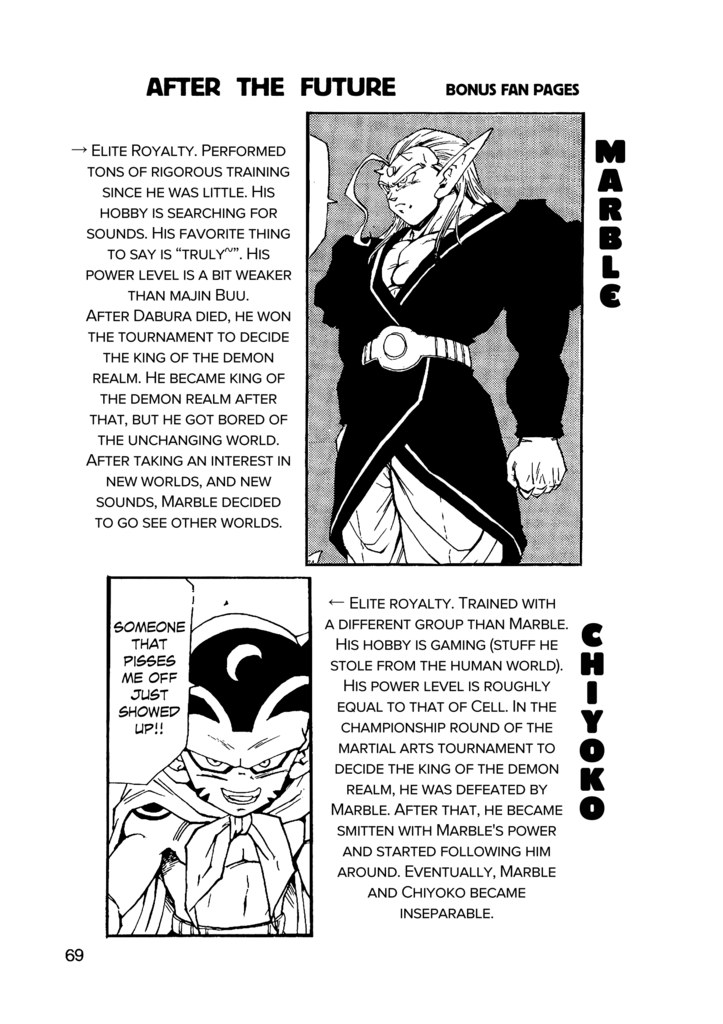 AFTER THE FUTURE BONUS FAN PAGES
MARBLE
→ Elite Royalty. Performed
tons of rigorous training
since he was little. His
hobby is searching for
sounds. His favorite thing
to say is “truly~”. His
power level is a bit weaker
than majin Buu.
After Dabura died, he won
the tournament to decide
the king of the demon
realm. He became king of
the demon realm after
that, but he got bored of
the unchanging world.
After taking an interest in
new worlds, and new
sounds, Marble decided
to go see other worlds.
CHIYOKO
← Elite royalty. Trained with
a different group than Marble.
His hobby is gaming (stuff he
stole from the human world).
His power level is roughly
equal to that of Cell. In the
championship round of the
martial arts tournament to
decide the king of the demon
realm, he was defeated by
Marble. After that, he became
smitten with Marble's power
and started following him
around. Eventually, Marble
and Chiyoko became
inseparable.
SOMEONE
THAT
PISSES
ME OFF
JUST
SHOWED
UP!!
69